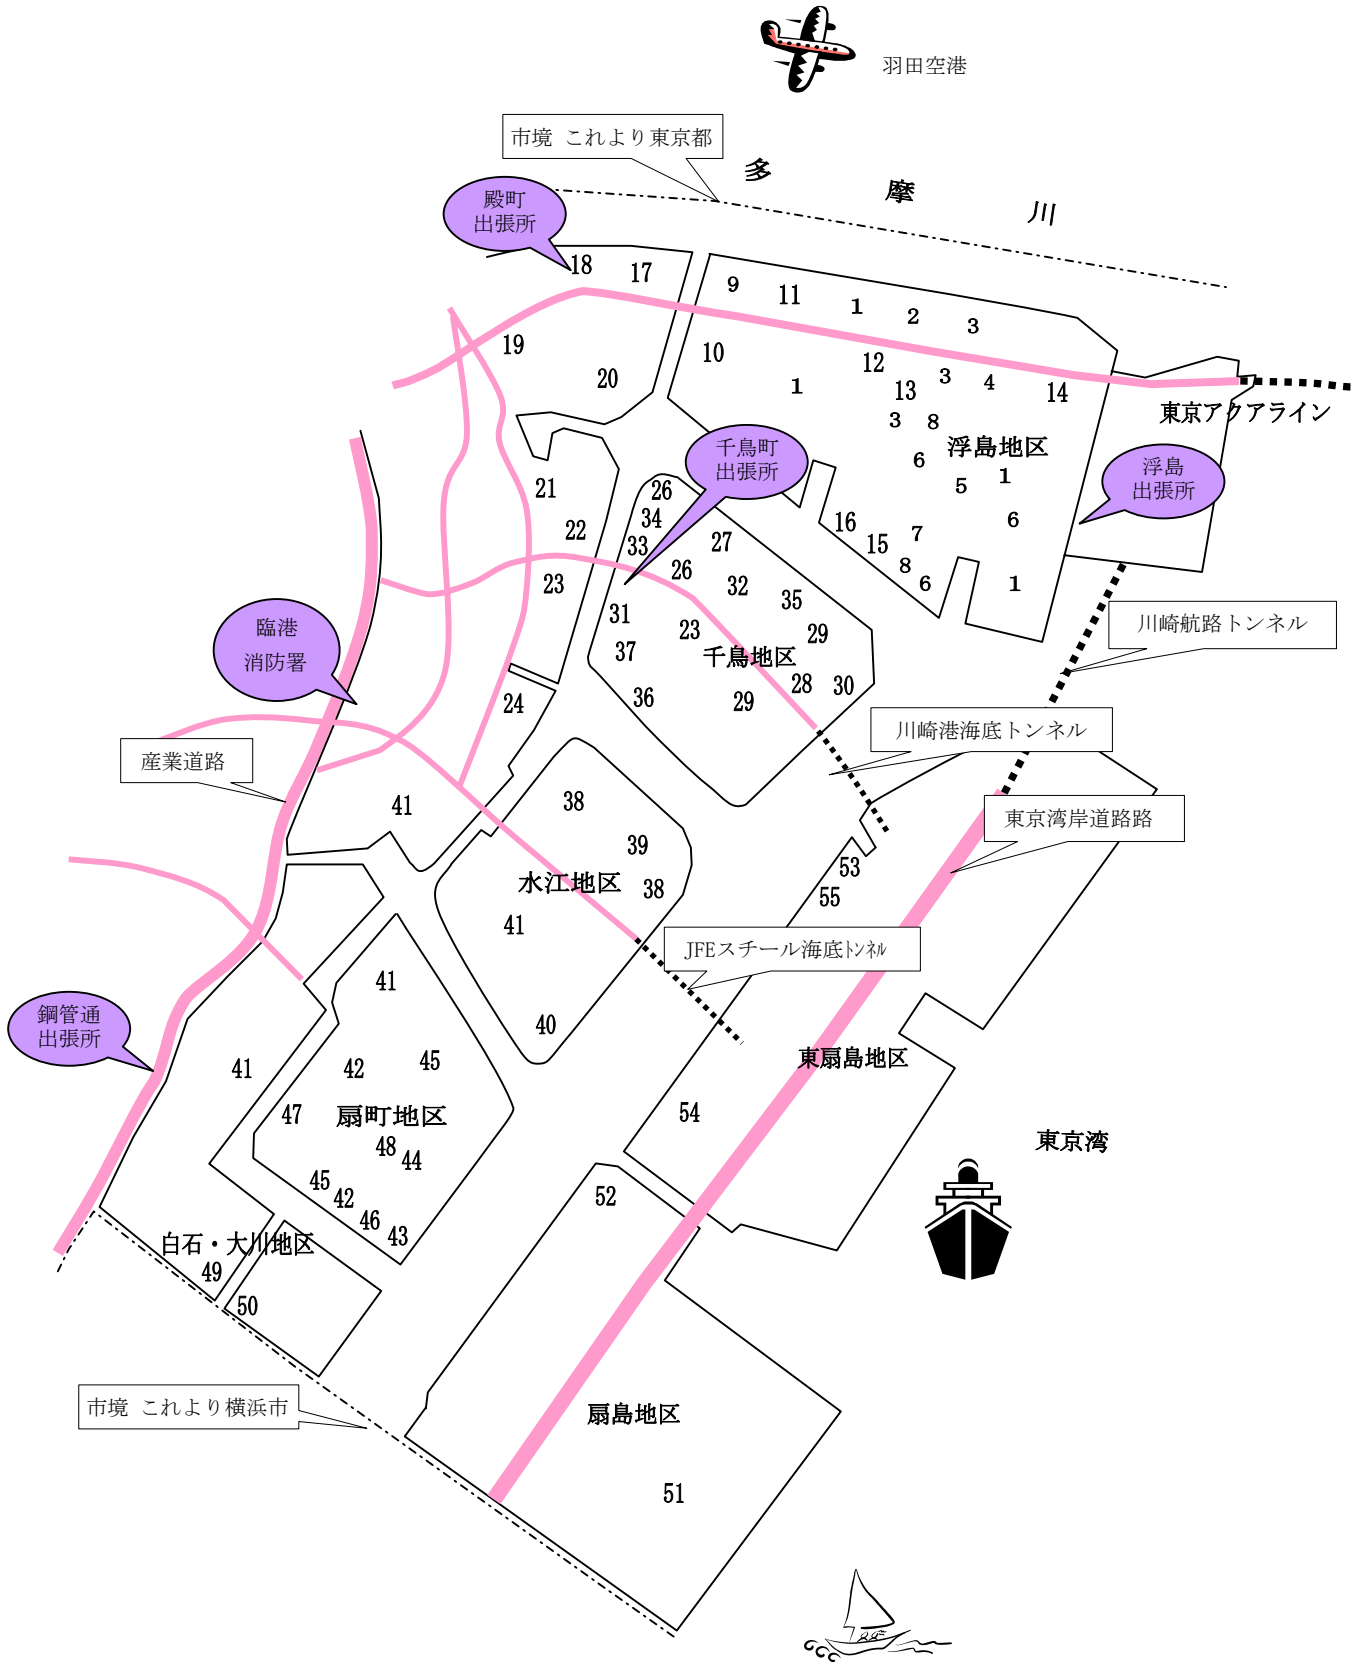 羽田空港
市境 これより東京都
多 摩 川
殿町
出張所
18
17
9
11
1
2
3
19
10
12
3
4
14
20
1
13
東京アクアライン
3
8
千鳥町
出張所
浮島地区
6
浮島
出張所
21
26
5
1
34
16
6
22
33
27
15
7
26
8
23
32
6
1
35
31
川崎航路トンネル
臨港
消防署
23
29
37
千鳥地区
36
28
30
24
29
川崎港海底トンネル
産業道路
41
38
東京湾岸道路路
39
53
水江地区
38
55
41
JFEスチール海底トンネル
41
鋼管通
出張所
40
41
42
45
東扇島地区
47
扇町地区
54
東京湾
48
44
45
42
52
46
43
白石・大川地区
49
50
市境 これより横浜市
扇島地区
51